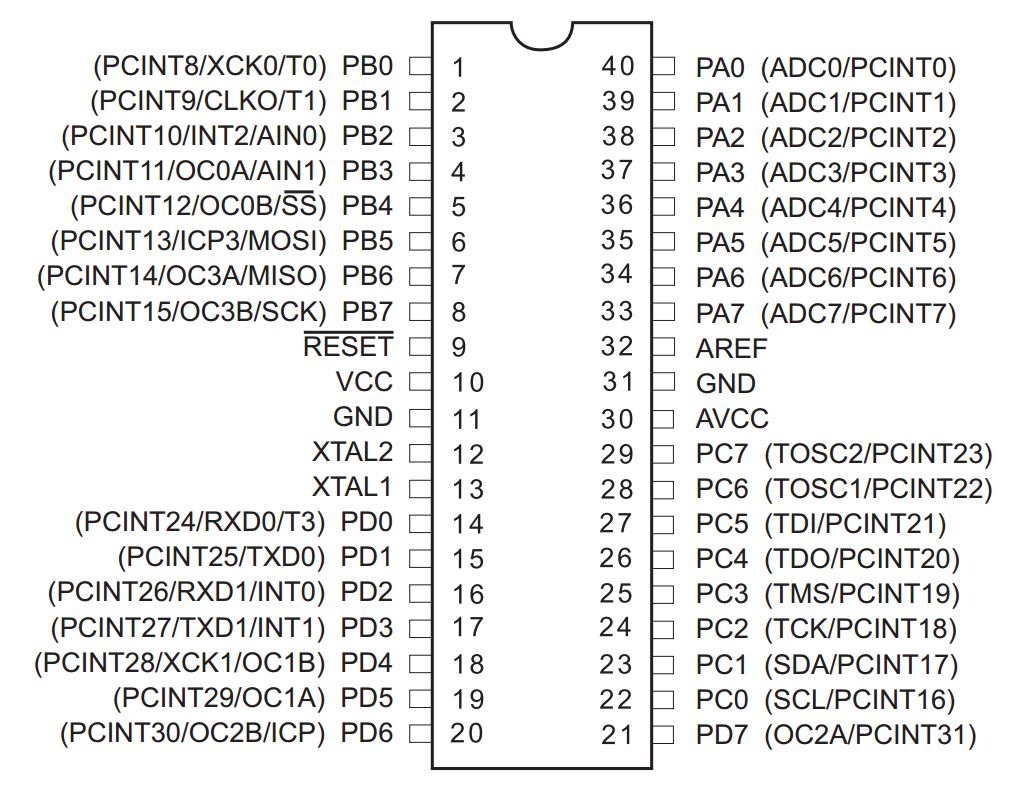 (PCINT8/XCK0/T0) PB0 1 40 PA0 (ADC0/PCINT0)
(PCINT9/CLKO/T1) PB1 2 39 PA1 (ADC1/PCINT1)
(PCINT10/INT2/AIN0) PB2 3 38 PA2 (ADC2/PCINT2)
(PCINT11/OC0A/AIN1) PB3 4 37 PA3 (ADC3/PCINT3)
(PCINT12/OC0B/S̅S̅) PB4 5 36 PA4 (ADC4/PCINT4)
(PCINT13/ICP3/MOSI) PB5 6 35 PA5 (ADC5/PCINT5)
(PCINT14/OC3A/MISO) PB6 7 34 PA6 (ADC6/PCINT6)
(PCINT15/OC3B/SCK) PB7 8 33 PA7 (ADC7/PCINT7)
R̅E̅S̅E̅T̅ 9 32 AREF
VCC 10 31 GND
GND 11 30 AVCC
XTAL2 12 29 PC7 (TOSC2/PCINT23)
XTAL1 13 28 PC6 (TOSC1/PCINT22)
(PCINT24/RXD0/T3) PD0 14 27 PC5 (TDI/PCINT21)
(PCINT25/TXD0) PD1 15 26 PC4 (TDO/PCINT20)
(PCINT26/RXD1/INT0) PD2 16 25 PC3 (TMS/PCINT19)
(PCINT27/TXD1/INT1) PD3 17 24 PC2 (TCK/PCINT18)
(PCINT28/XCK1/OC1B) PD4 18 23 PC1 (SDA/PCINT17)
(PCINT29/OC1A) PD5 19 22 PC0 (SCL/PCINT16)
(PCINT30/OC2B/ICP) PD6 20 21 PD7 (OC2A/PCINT31)